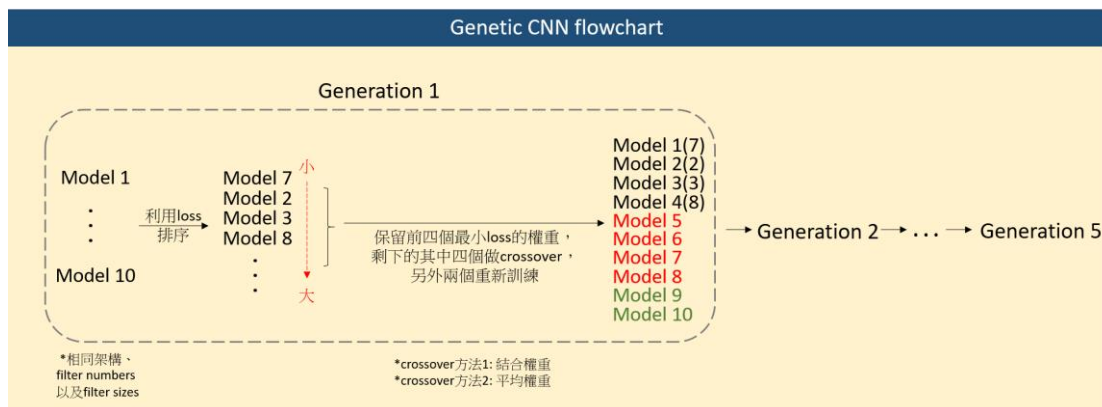 Genetic CNN flowchart
Generation 1
Model 1
Model 10
利用loss
排序
Model 7
Model 2
Model 3
Model 8
小
大
保留前四個最小loss的權重，
剩下的其中四個做crossover，
另外兩個重新訓練
Model 1(7)
Model 2(2)
Model 3(3)
Model 4(8)
Model 5
Model 6
Model 7
Model 8
Model 9
Model 10
Generation 2
...
Generation 5
*相同架構、
filter numbers
以及filter sizes
*crossover方法1: 結合權重
*crossover方法2: 平均權重